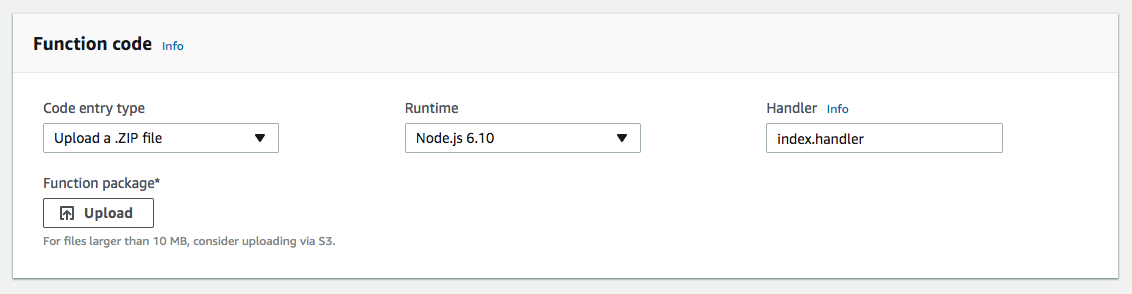 Function code Info
Code entry type Runtime Handler Info
Upload a .ZIP file Node.js 6.10 index.handler
Function package*
Upload
For files larger than 10 MB, consider uploading via S3.